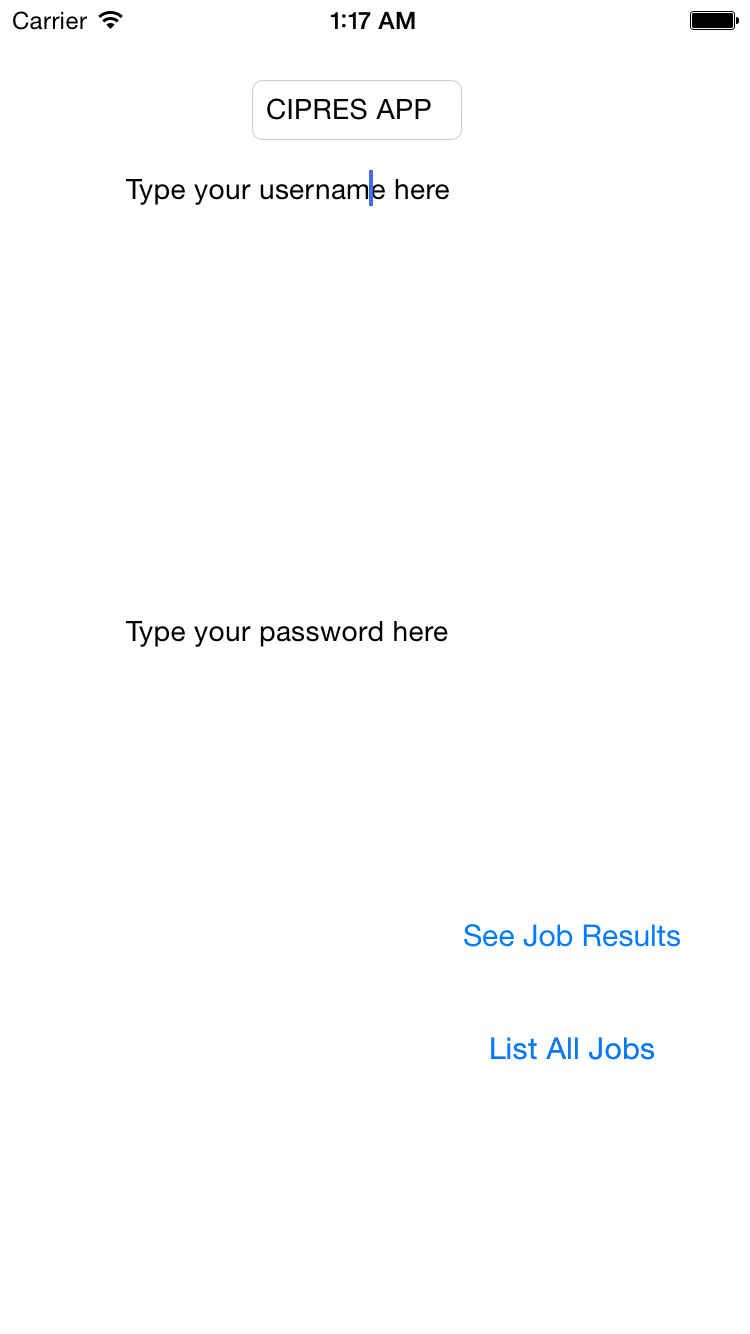 Carrier 1:17 AM
CIPRES APP
Type your username here
Type your password here
See Job Results
List All Jobs